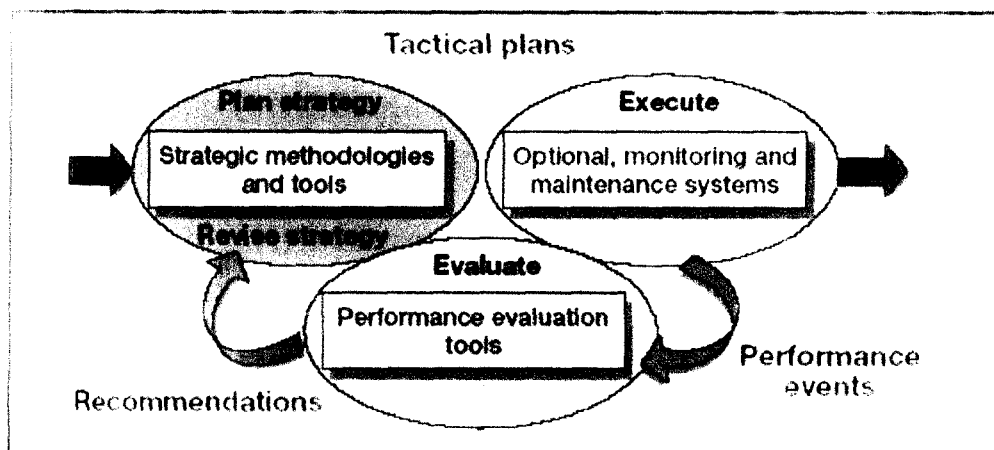 Tactical plans
Plan strategy
Strategic methodologies
and tools
Revise strategy
Execute
Optional, monitoring and
maintenance systems
Evaluate
Performance evaluation
tools
Recommendations
Performance
events